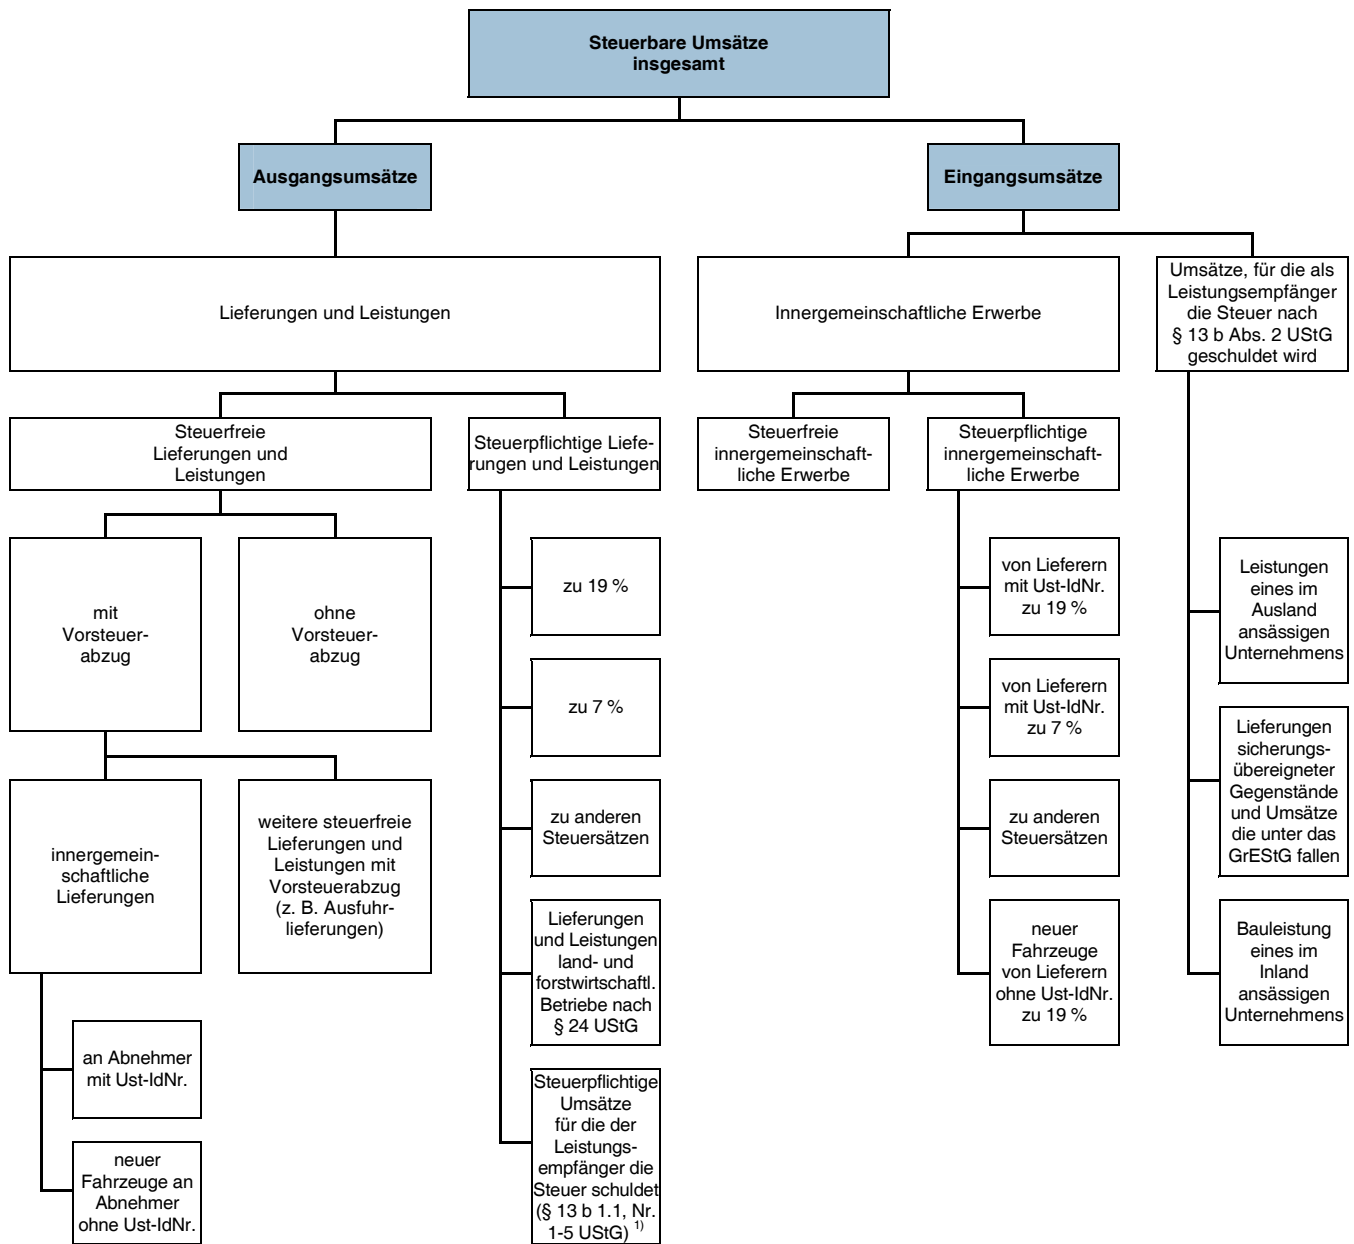 Steuerbare Umsätze
insgesamt
Ausgangsumsätze
Eingangsumsätze
Lieferungen und Leistungen
Innergemeinschaftliche Erwerbe
Umsätze, für die als
Leistungsempfänger
die Steuer nach
§ 13 b Abs. 2 UStG
geschuldet wird
Steuerfreie
Lieferungen und
Leistungen
Steuerpflichtige Liefe-
rungen und Leistungen
Steuerfreie
innergemeinschaft-
liche Erwerbe
Steuerpflichtige
innergemeinschaft-
liche Erwerbe
mit
Vorsteuer-
abzug
ohne
Vorsteuer-
abzug
zu 19 %
von Lieferern
mit Ust-IdNr.
zu 19 %
Leistungen
eines im
Ausland
ansässigen
Unternehmens
zu 7 %
von Lieferern
mit Ust-IdNr.
zu 7 %
Lieferungen
sicherungs-
übereigneter
Gegenstände
und Umsätze
die unter das
GrEStG fallen
innergemein-
schaftliche
Lieferungen
weitere steuerfreie
Lieferungen und
Leistungen mit
Vorsteuerabzug
(z. B. Ausfuhr-
lieferungen)
zu anderen
Steuersätzen
zu anderen
Steuersätzen
Lieferungen
und Leistungen
land- und
forstwirtschaftl.
Betriebe nach
§ 24 UStG
neuer
Fahrzeuge
von Lieferern
ohne Ust-IdNr.
zu 19 %
Bauleistung
eines im
Inland
ansässigen
Unternehmens
an Abnehmer
mit Ust-IdNr.
neuer
Fahrzeuge an
Abnehmer
ohne Ust-IdNr.
Steuerpflichtige
Umsätze
für die der
Leistungs-
empfänger die
Steuer schuldet
(§ 13 b 1.1, Nr.
1-5 UStG) 1)